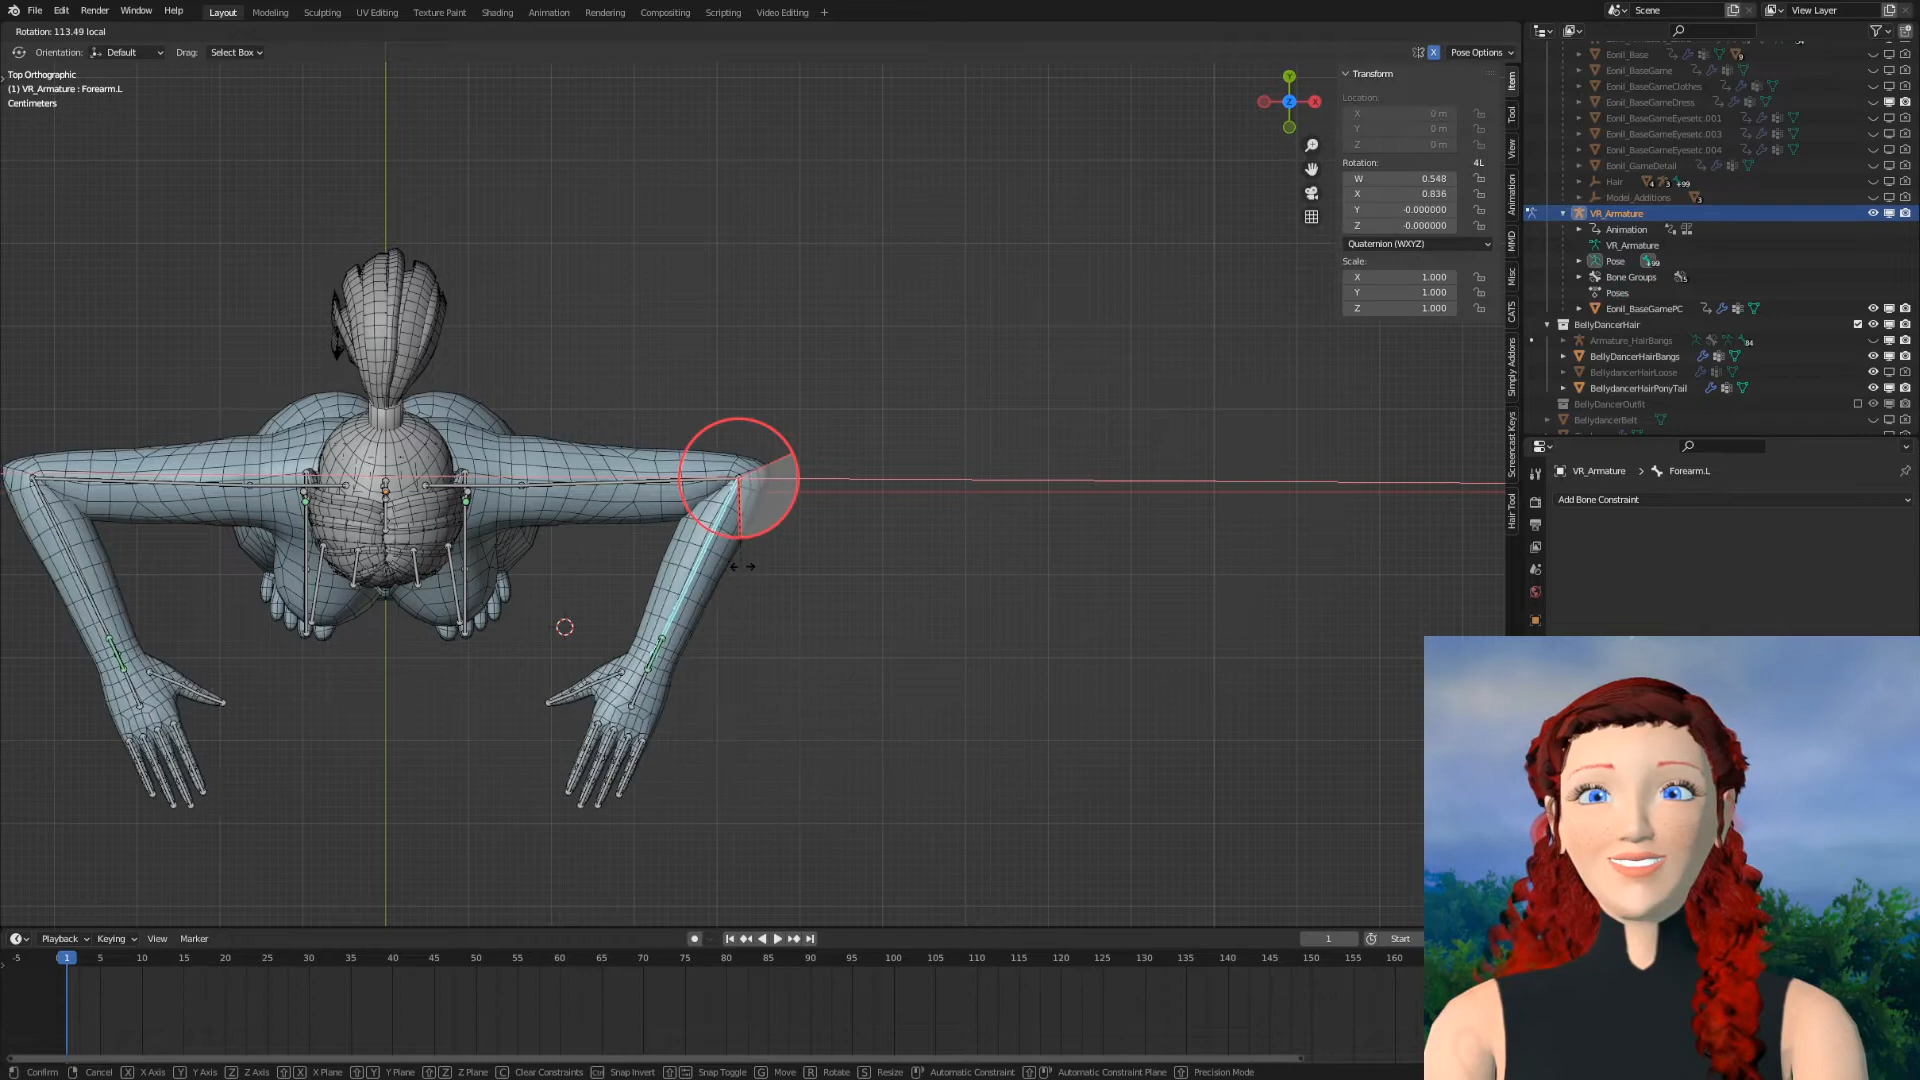 File Edit Render Window Help Layout Modeling Sculpting UV Editing Texture Paint Shading Animation Rendering Compositing Scripting Video Editing + Scene View Layer
Rotation: 113.49 local
Orientation: Default Drag: Select Box X Pose Options
Top Orthographic
(1) VR_Armature : Forearm.L
Centimeters
Transform
Location:
X 0 m
Y 0 m
Z 0 m
Rotation: 4L
W 0.548
X 0.836
Y -0.000000
Z -0.000000
Quaternion (WXYZ)
Scale:
X 1.000
Y 1.000
Z 1.000
Y
Z
X
Item
Tool
View
Animation
MMD
Misc
CATS
Simply Addons
Screencast Keys
Hair Tool
Eonil_Base 9
Eonil_BaseGame
Eonil_BaseGameClothes
Eonil_BaseGameDress
Eonil_BaseGameEyesetc.001
Eonil_BaseGameEyesetc.003
Eonil_BaseGameEyesetc.004
Eonil_GameDetail
Hair 4 3 +99
Model_Additions 3
VR_Armature
Animation
VR_Armature
Pose +99
Bone Groups 15
Poses
Eonil_BaseGamePC
BellyDancerHair
Armature_HairBangs 84
BellyDancerHairBangs
BellydancerHairLoose
BellydancerHairPonyTail
BellyDancerOutfit
BellydancerBelt
VR_Armature Forearm.L
Add Bone Constraint
Playback Keying View Marker 1 Start
-5 1 5 10 15 20 25 30 35 40 45 50 55 60 65 70 75 80 85 90 95 100 105 110 115 120 125 130 135 140 145 150 155 160
Confirm Cancel X X Axis Y Y Axis Z Z Axis X X Plane Y Y Plane Z Z Plane C Clear Constraints Ctrl Snap Invert Snap Toggle G Move R Rotate S Resize Automatic Constraint Automatic Constraint Plane Precision Mode